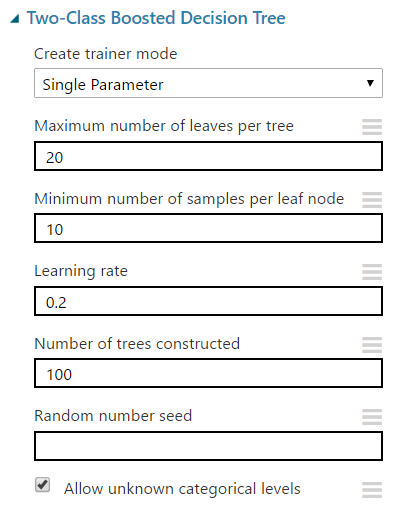 Two-Class Boosted Decision Tree
Create trainer mode
Single Parameter
Maximum number of leaves per tree
20
Minimum number of samples per leaf node
10
Learning rate
0.2
Number of trees constructed
100
Random number seed
Allow unknown categorical levels